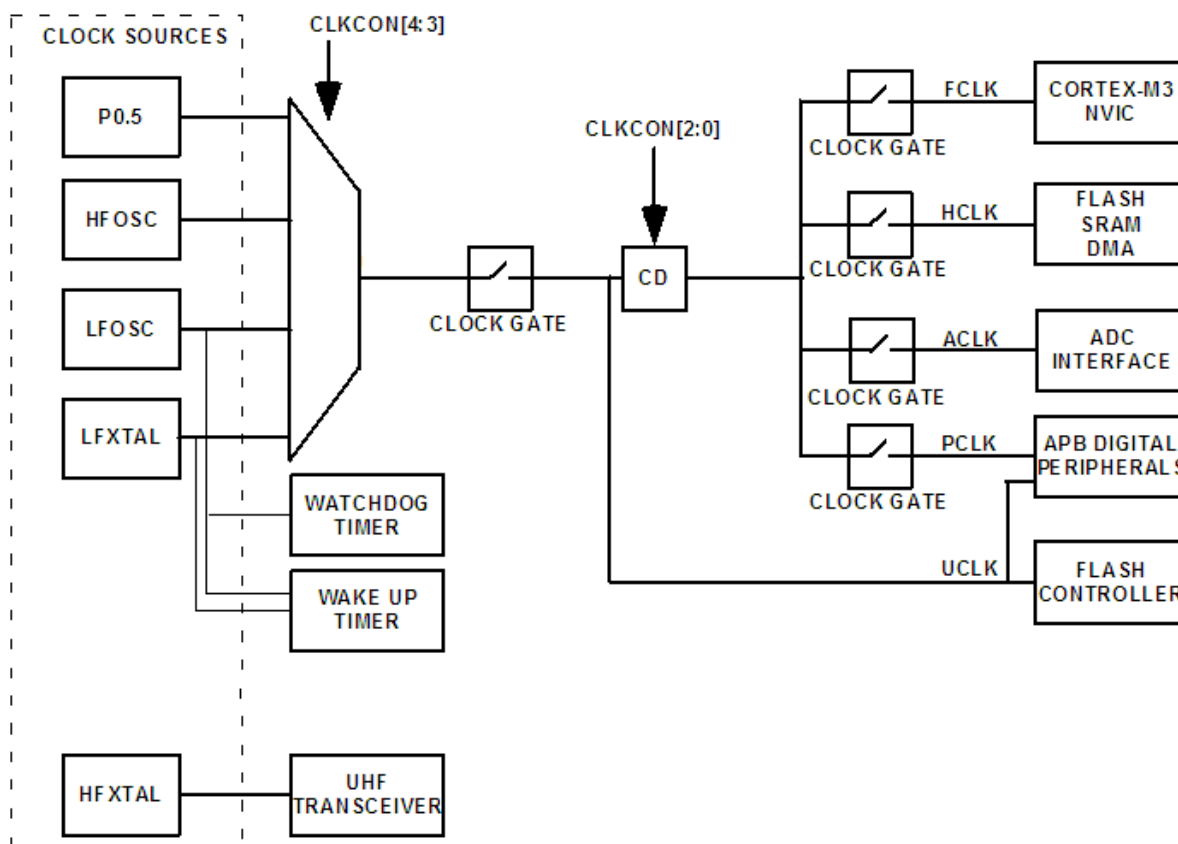 CLOCK SOURCES
CLKCON[4:3]
P0.5
HFOSC
LFOSC
LFXTAL
WATCHDOG
TIMER
WAKE UP
TIMER
HFXTAL
UHF
TRANSCEIVER
CLOCK GATE
CLKCON[2:0]
CD
CLOCK GATE
FCLK
CORTEX-M3
NVIC
CLOCK GATE
HCLK
FLASH
SRAM
DMA
CLOCK GATE
ACLK
ADC
INTERFACE
CLOCK GATE
PCLK
APB DIGITAL
PERIPHERALS
UCLK
FLASH
CONTROLLER